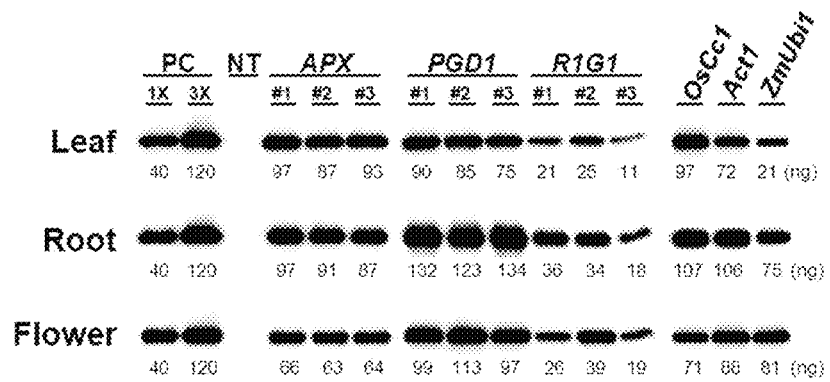 PC NT APX PGD1 R1G1 OsCc1 Act1 ZmUbi1
1X 3X #1 #2 #3 #1 #2 #3 #1 #2 #3
Leaf
40 120 97 87 93 90 85 75 21 25 11 97 72 21 (ng)
Root
40 120 97 91 87 132 123 134 36 34 18 107 106 75 (ng)
Flower
40 120 66 63 64 99 113 97 26 39 19 71 86 81 (ng)